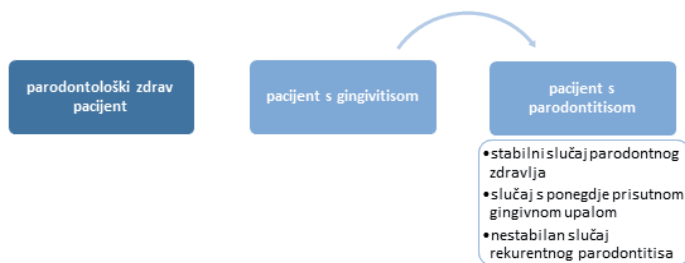 parodontološki zdrav
pacijent
pacijent s gingivitisom
pacijent s
parodontitisom
•stabilni slučaj parodontnog
zdravlja
•slučaj s ponegdje prisutnom
gingivnom upalom
•nestabilan slučaj
rekurentnog parodontitisa